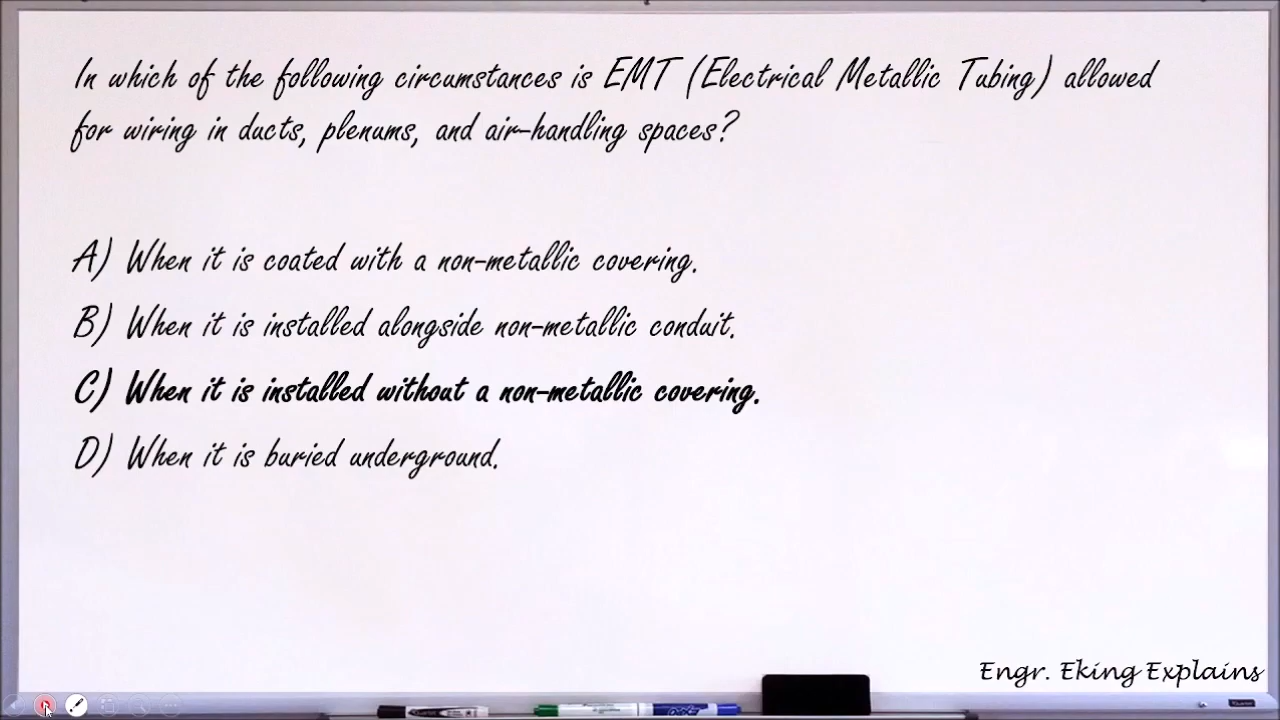 In which of the following circumstances is EMT (Electrical Metallic Tubing) allowed
for wiring in ducts, plenums, and air-handling spaces?
A) When it is coated with a non-metallic covering.
B) When it is installed alongside non-metallic conduit.
C) When it is installed without a non-metallic covering.
D) When it is buried underground.
Engr. Eking Explains